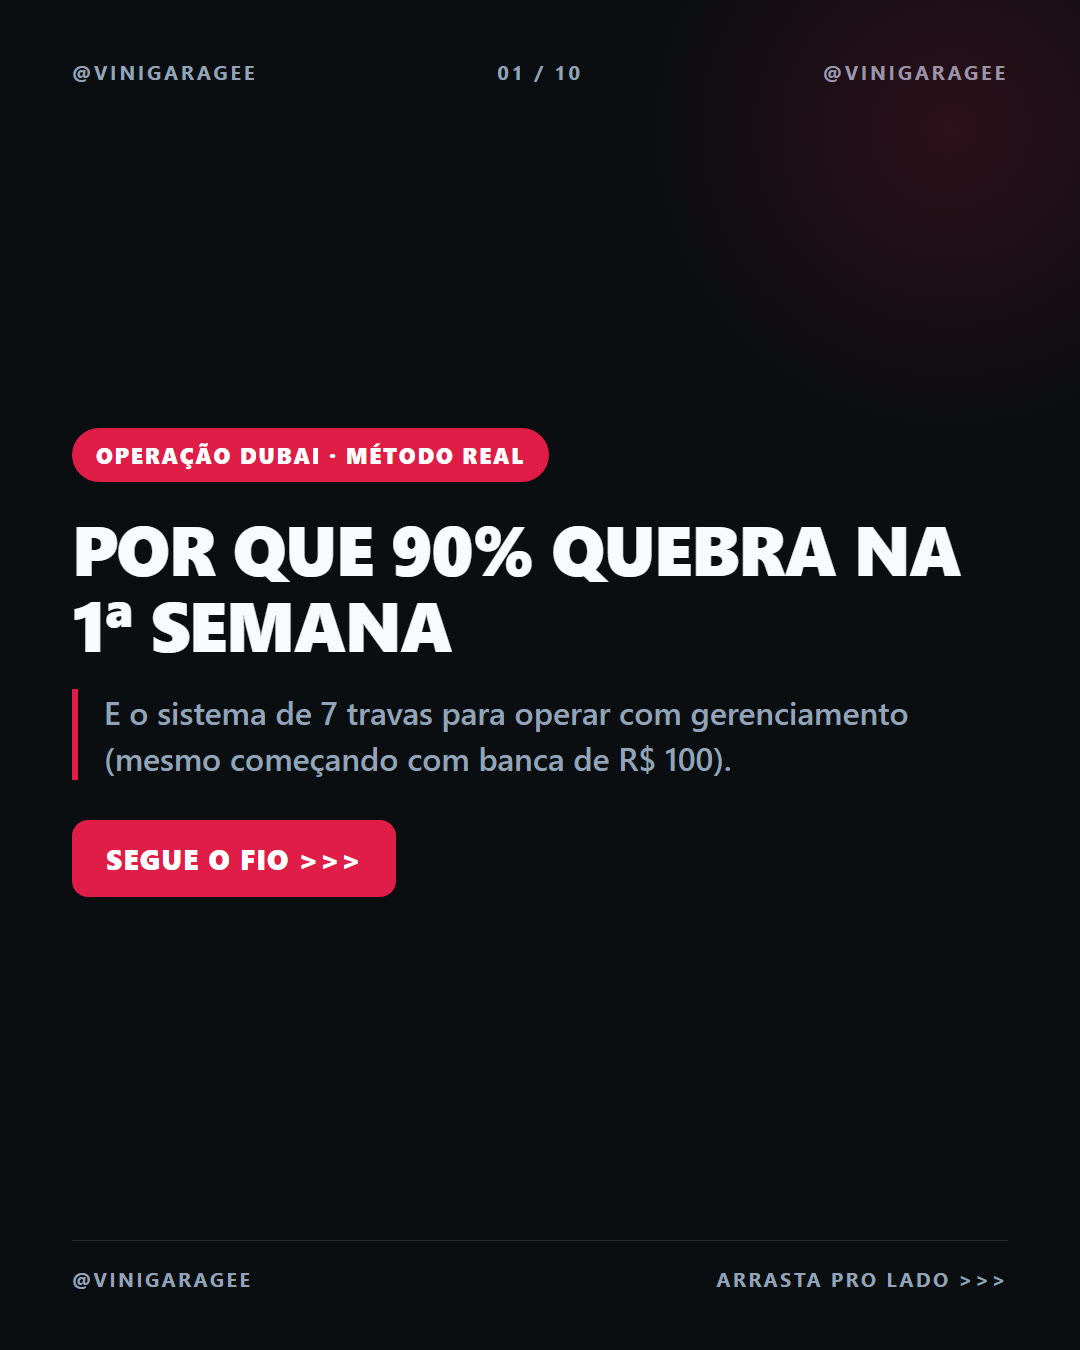 @VINIGARAGEE
01 / 10
@VINIGARAGEE
OPERAÇÃO DUBAI · MÉTODO REAL
POR QUE 90% QUEBRA NA
1ª SEMANA
E o sistema de 7 travas para operar com gerenciamento
(mesmo começando com banca de R$ 100).
SEGUE O FIO >>>
@VINIGARAGEE
ARRASTA PRO LADO >>>